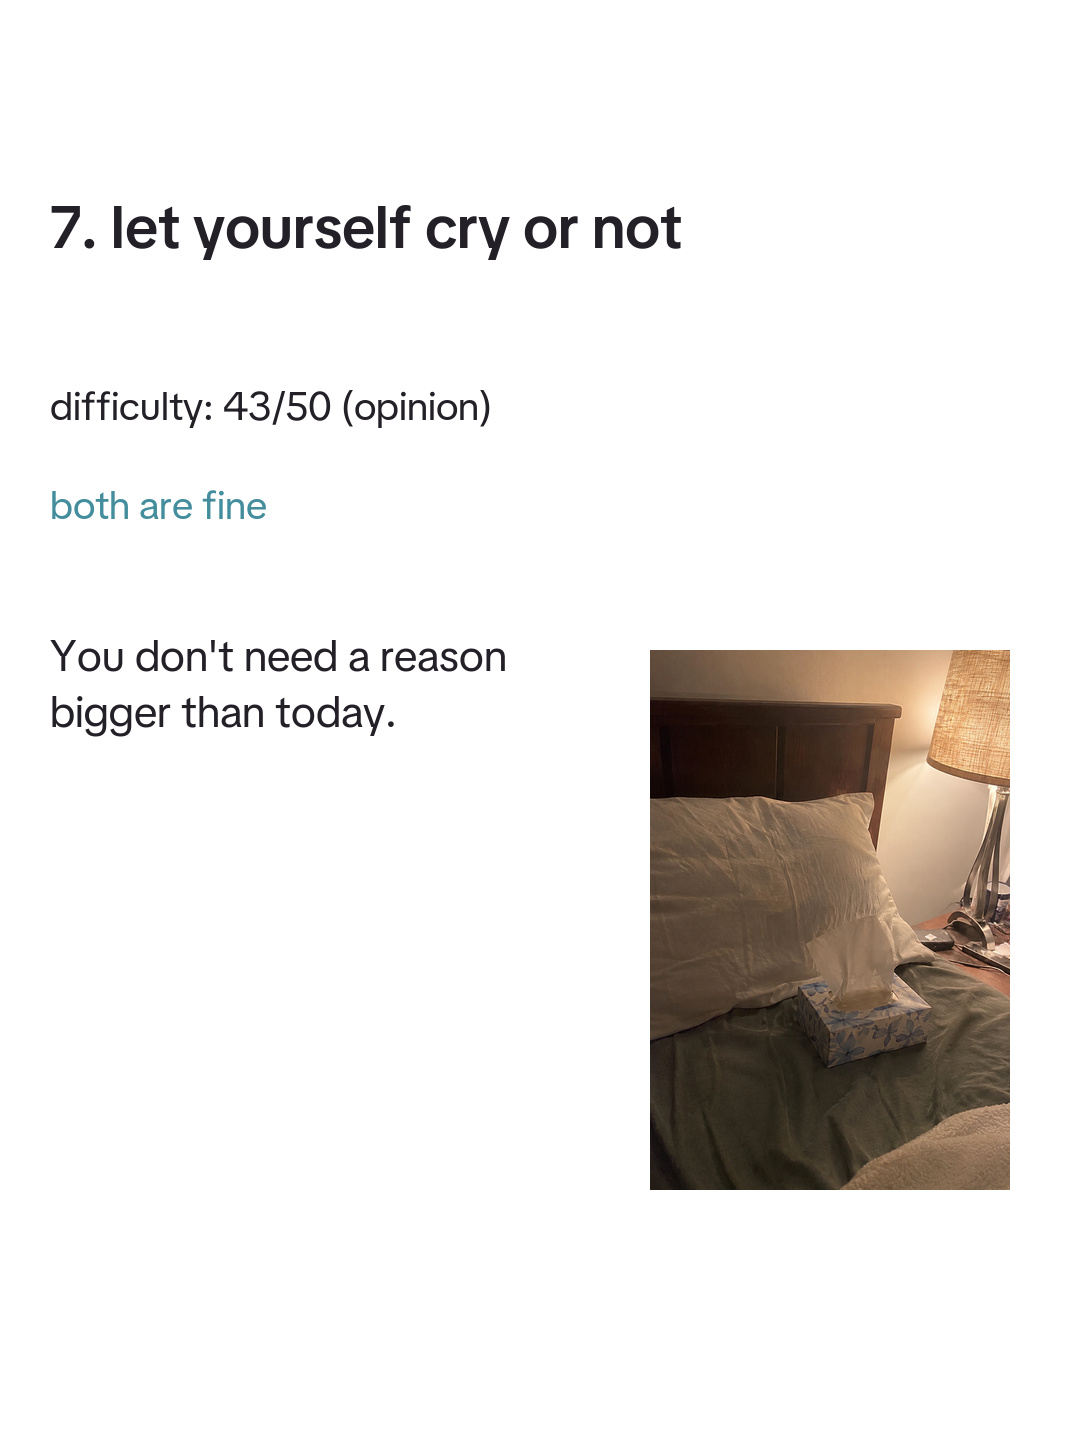 7. let yourself cry or not
difficulty: 43/50 (opinion)
both are fine
You don't need a reason
bigger than today.